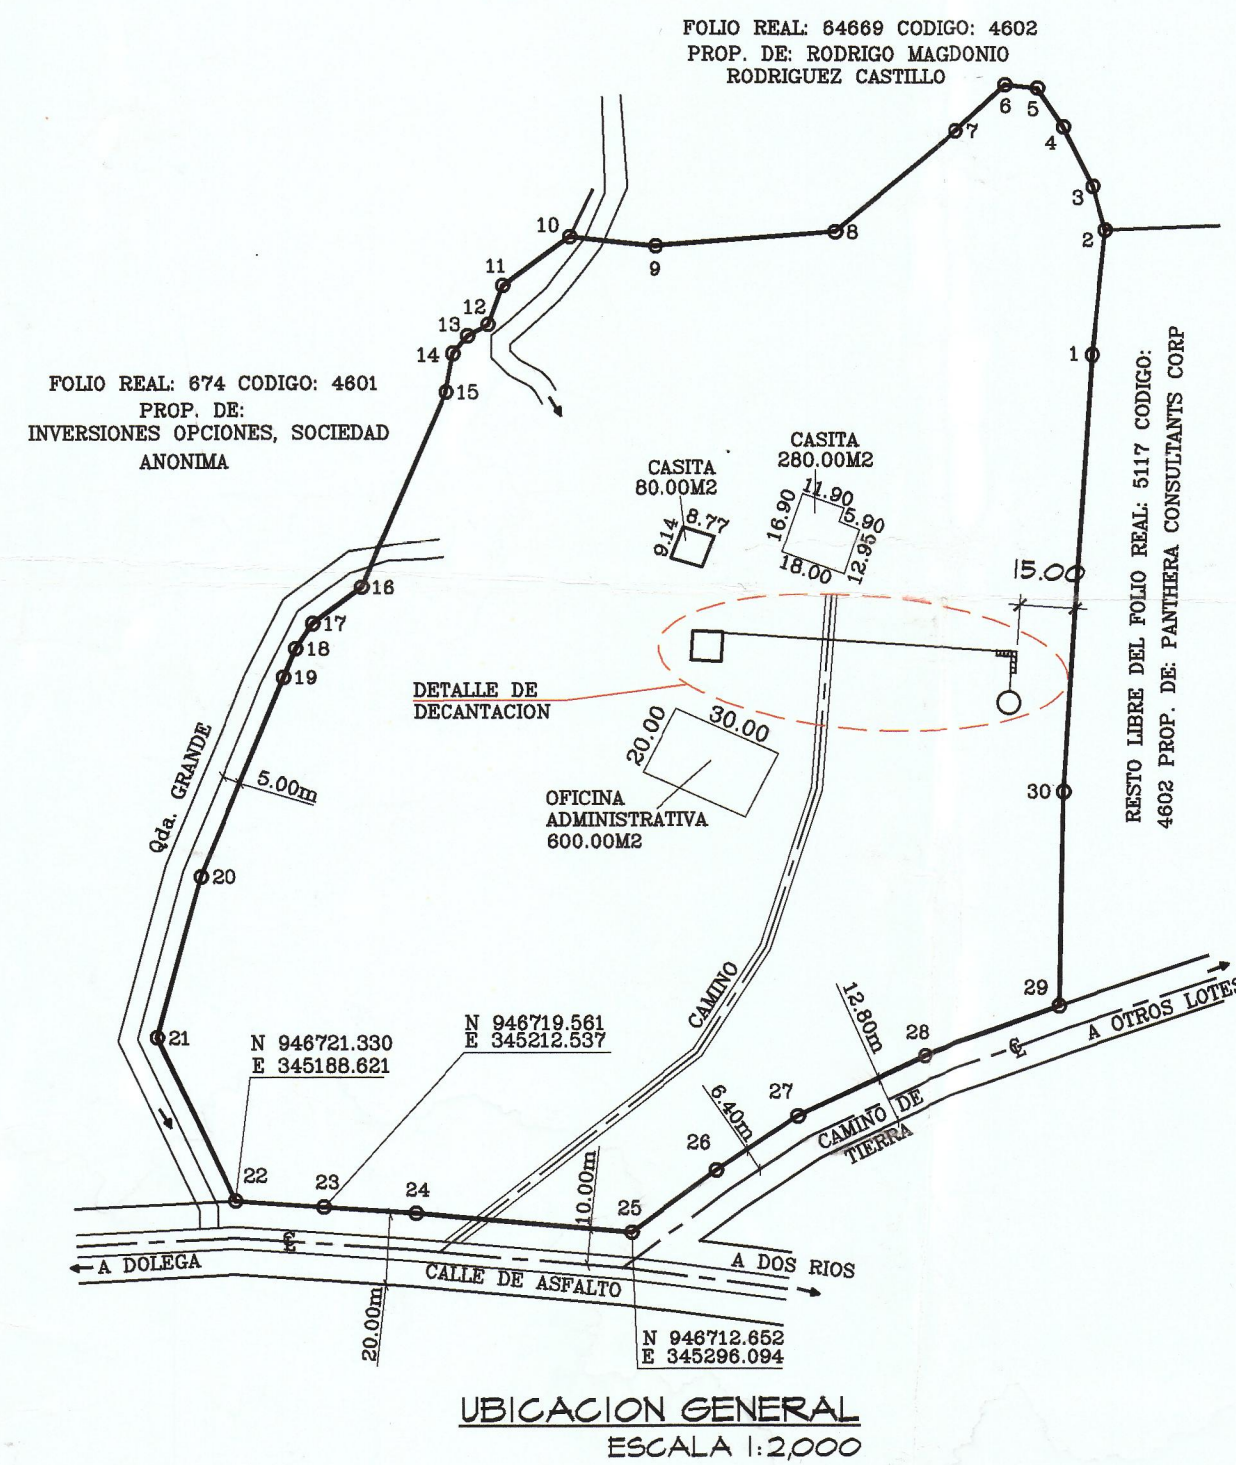 FOLIO REAL: 64669 CODIGO: 4602
PROP. DE: RODRIGO MAGDONIO
RODRIGUEZ CASTILLO
6
5
7
4
3
2
10
8
9
11
12
13
14
1
15
FOLIO REAL: 674 CODIGO: 4601
PROP. DE:
INVERSIONES OPCIONES, SOCIEDAD
ANONIMA
RESTO LIBRE DEL FOLIO REAL: 5117 CODIGO:
4602 PROP. DE: PANTHERA CONSULTANTS CORP
CASITA
280.00M2
CASITA
80.00M2
11.90
5.90
16.90
12.95
18.00
8.77
9.14
15.00
16
17
18
19
DETALLE DE
DECANTACION
30.00
20.00
Qda. GRANDE
5.00m
OFICINA
ADMINISTRATIVA
600.00M2
30
20
CAMINO
29
12.80m
A OTROS LOTES
28
21
N 946721.330
E 345188.621
N 946719.561
E 345212.537
27
6.40m
CAMINO DE
TIERRA
26
22
23
24
10.00m
25
A DOLEGA
CALLE DE ASFALTO
A DOS RIOS
20.00m
N 946712.652
E 345296.094
UBICACION GENERAL
ESCALA 1:2,000